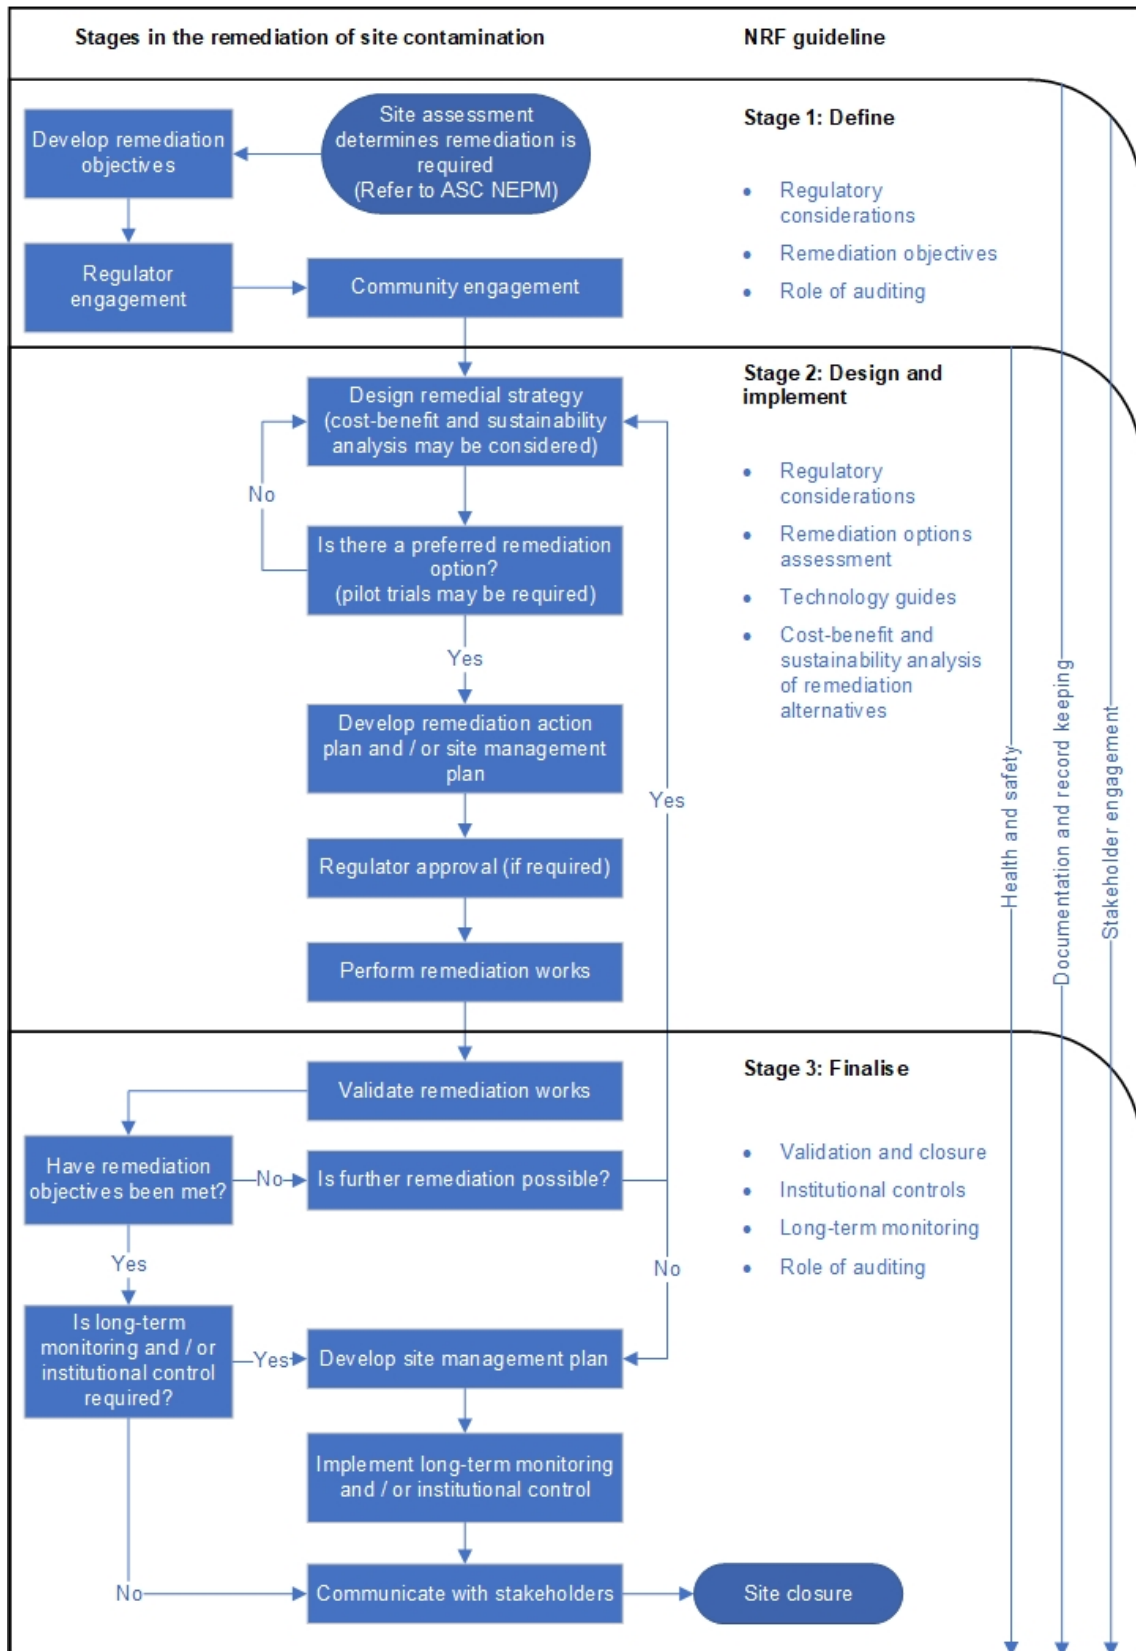 Stages in the remediation of site contamination
NRF guideline
Site assessment
determines remediation is
required
(Refer to ASC NEPM)
Develop remediation
objectives
Regulator
engagement
Community engagement
Stage 1: Define
• Regulatory
considerations
• Remediation objectives
• Role of auditing
Design remedial strategy
(cost-benefit and sustainability
analysis may be considered)
No
Is there a preferred remediation
option?
(pilot trials may be required)
Yes
Develop remediation action
plan and / or site management
plan
Regulator approval (if required)
Perform remediation works
Yes
Stage 2: Design and
implement
• Regulatory
considerations
• Remediation options
assessment
• Technology guides
• Cost-benefit and
sustainability analysis
of remediation
alternatives
Health and safety
Documentation and record keeping
Stakeholder engagement
Validate remediation works
Have remediation
objectives been met?
No
Is further remediation possible?
Yes
No
Is long-term
monitoring and / or
institutional control
required?
Yes
Develop site management plan
Implement long-term monitoring
and / or institutional control
No
Communicate with stakeholders
Site closure
Stage 3: Finalise
• Validation and closure
• Institutional controls
• Long-term monitoring
• Role of auditing